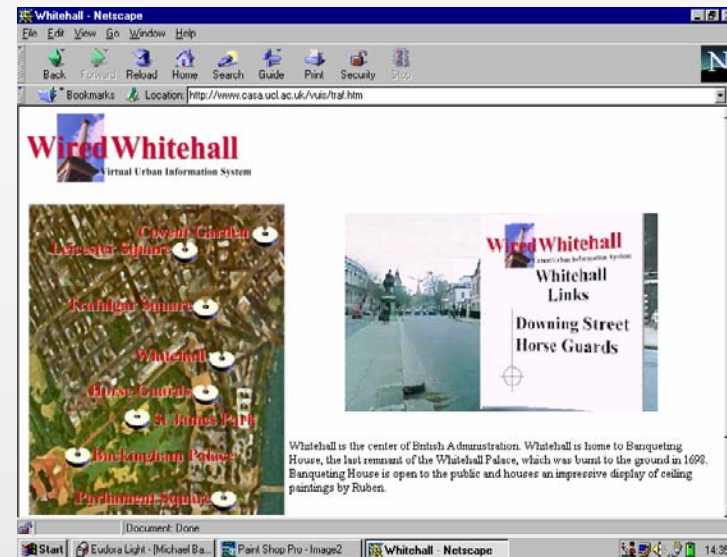 Whitehall - Netscape
File Edit View Go Window Help
Back Forward Reload Home Search Guide Print Security Stop
N
Bookmarks Location: http://www.casa.ucl.ac.uk/vuis/traf.htm
Wired Whitehall
Virtual Urban Information System
Covent Garden
Leicester Square
Trafalgar Square
Whitehall
Horse Guards
St James Park
Buckingham Palace
Parliament Square
Wired Whitehall
Virtual Urban Information System
Whitehall
Links
Downing Street
Horse Guards
Whitehall is the center of British Administration. Whitehall is home to Banqueting
House, the last remnant of the Whitehall Palace, which was burnt to the ground in 1698.
Banqueting House is open to the public and houses an impressive display of ceiling
paintings by Ruben.
Document: Done
Start Eudora Light - [Michael Ba... Paint Shop Pro - Image2 Whitehall - Netscape